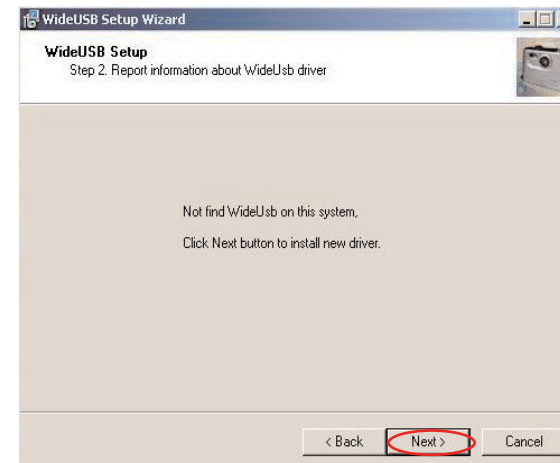 WideUSB Setup Wizard
WideUSB Setup
Step 2. Report information about WideUsb driver
Not find WideUsb on this system,
Click Next button to install new driver.
< Back Next > Cancel